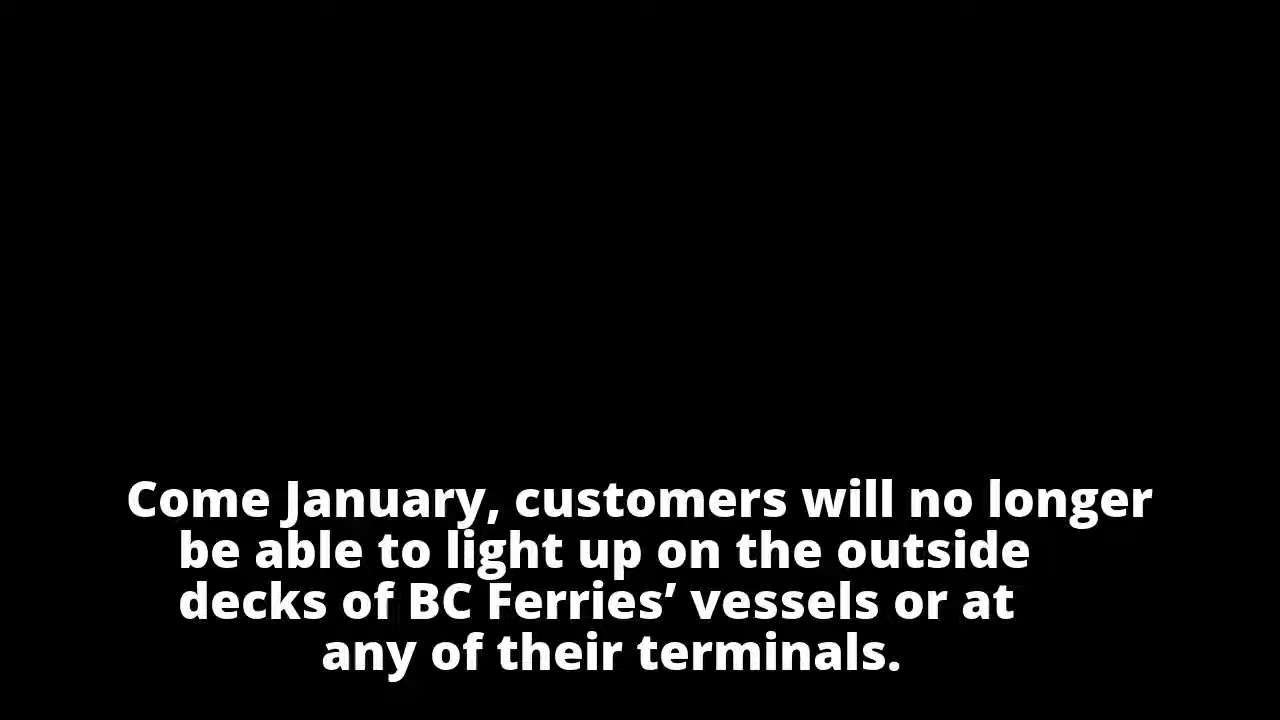 Come January, customers will no longer
be able to light up on the outside
decks of BC Ferries’ vessels or at
any of their terminals.